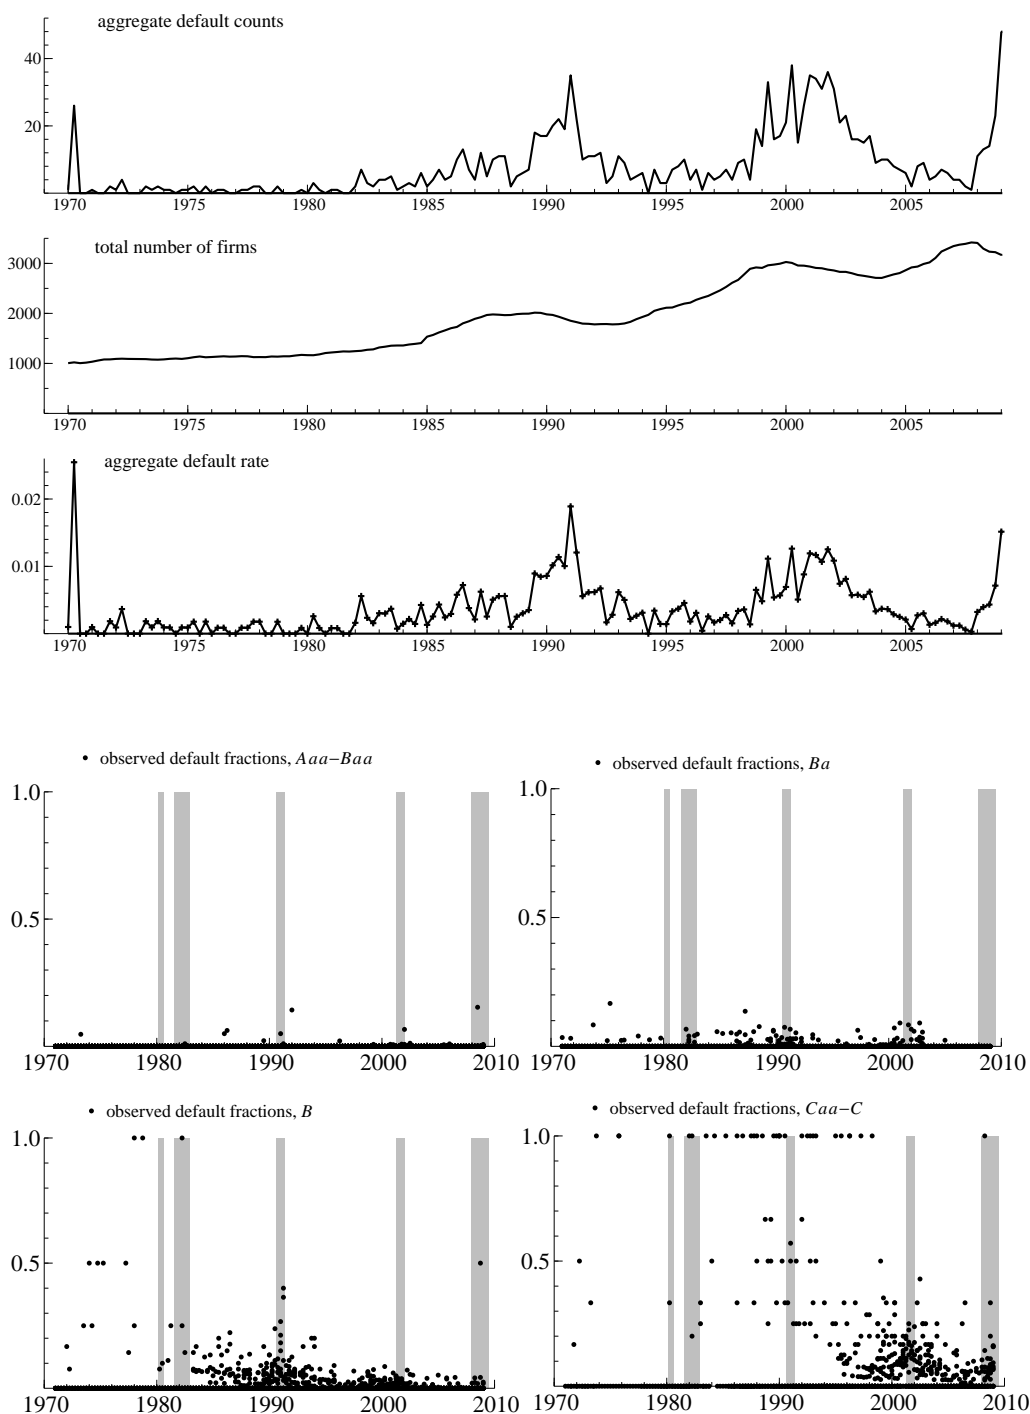 aggregate default counts
40
20
1970 1975 1980 1985 1990 1995 2000 2005
total number of firms
3000
2000
1000
1970 1975 1980 1985 1990 1995 2000 2005
aggregate default rate
0.02
0.01
1970 1975 1980 1985 1990 1995 2000 2005
observed default fractions, Aaa−Baa
1.0
0.5
1970 1980 1990 2000 2010
observed default fractions, Ba
1.0
0.5
1970 1980 1990 2000 2010
observed default fractions, B
1.0
0.5
1970 1980 1990 2000 2010
observed default fractions, Caa−C
1.0
0.5
1970 1980 1990 2000 2010